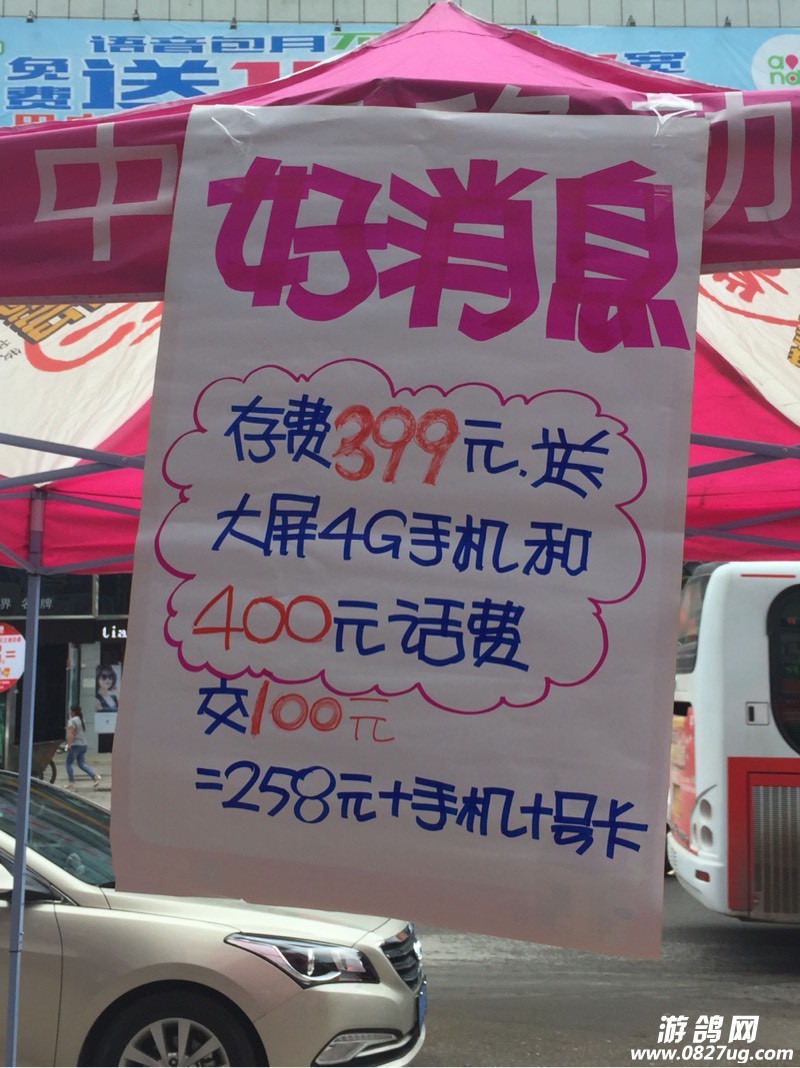 语音包月
免费送
中
好消息
存费399元.送
大屏4G手机和
400元话费
交100元
=258元+手机+号卡
游鸽网
www.0827ug.com